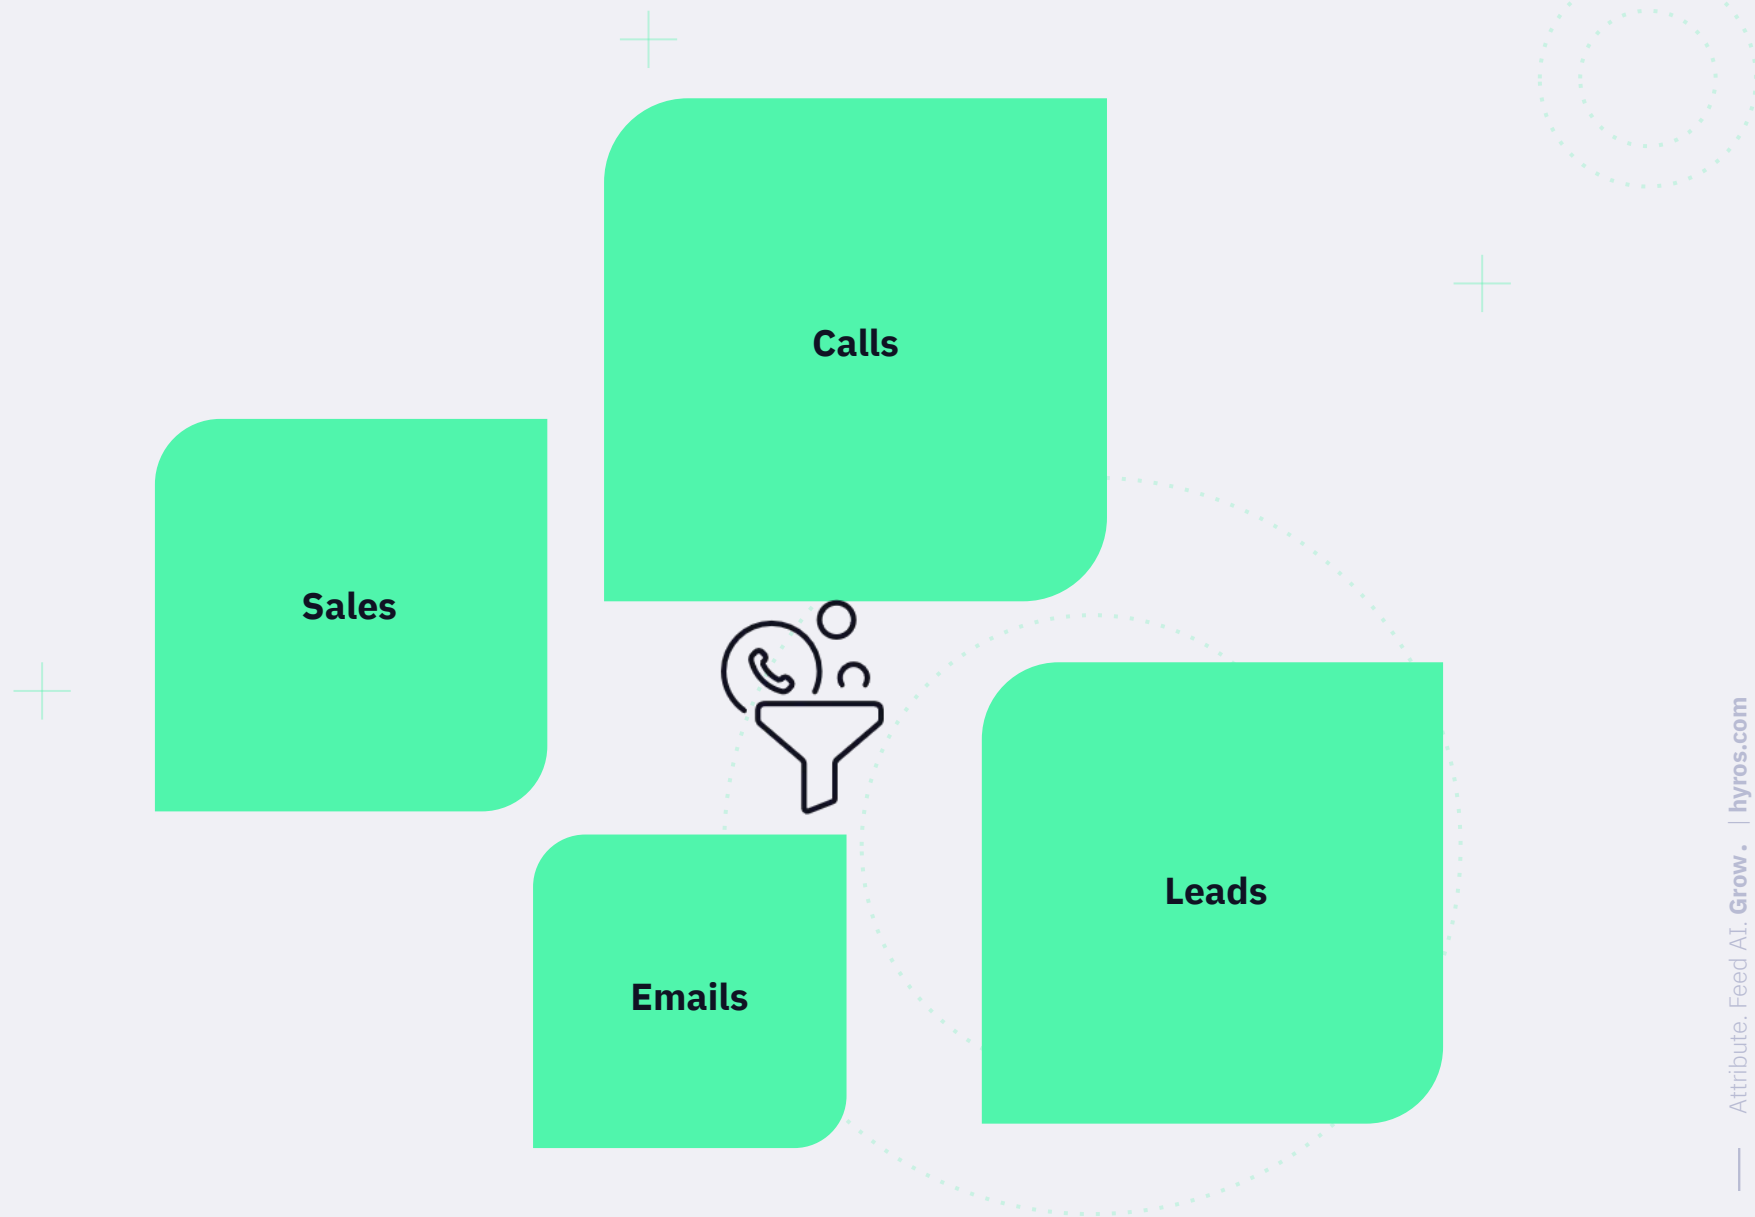 Calls
Sales
Leads
Emails
Attribute. Feed AI. Grow. | hyros.com